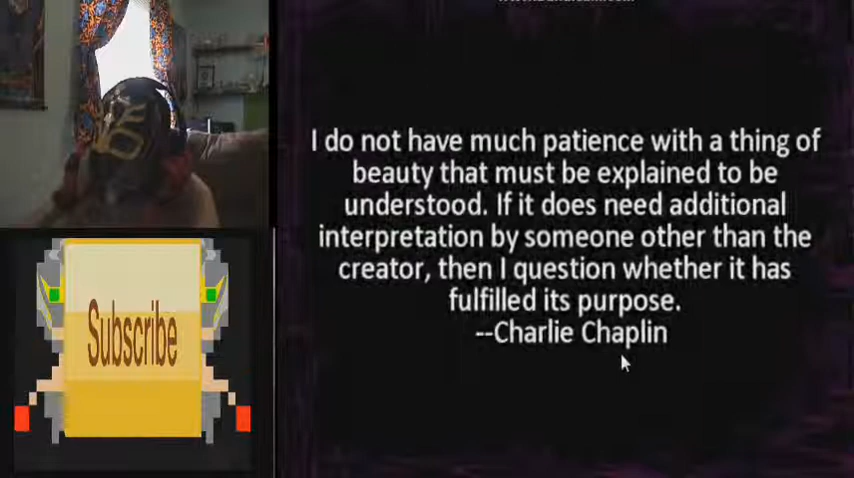 I do not have much patience with a thing of
beauty that must be explained to be
understood. If it does need additional
interpretation by someone other than the
creator, then I question whether it has
fulfilled its purpose.
--Charlie Chaplin
Subscribe